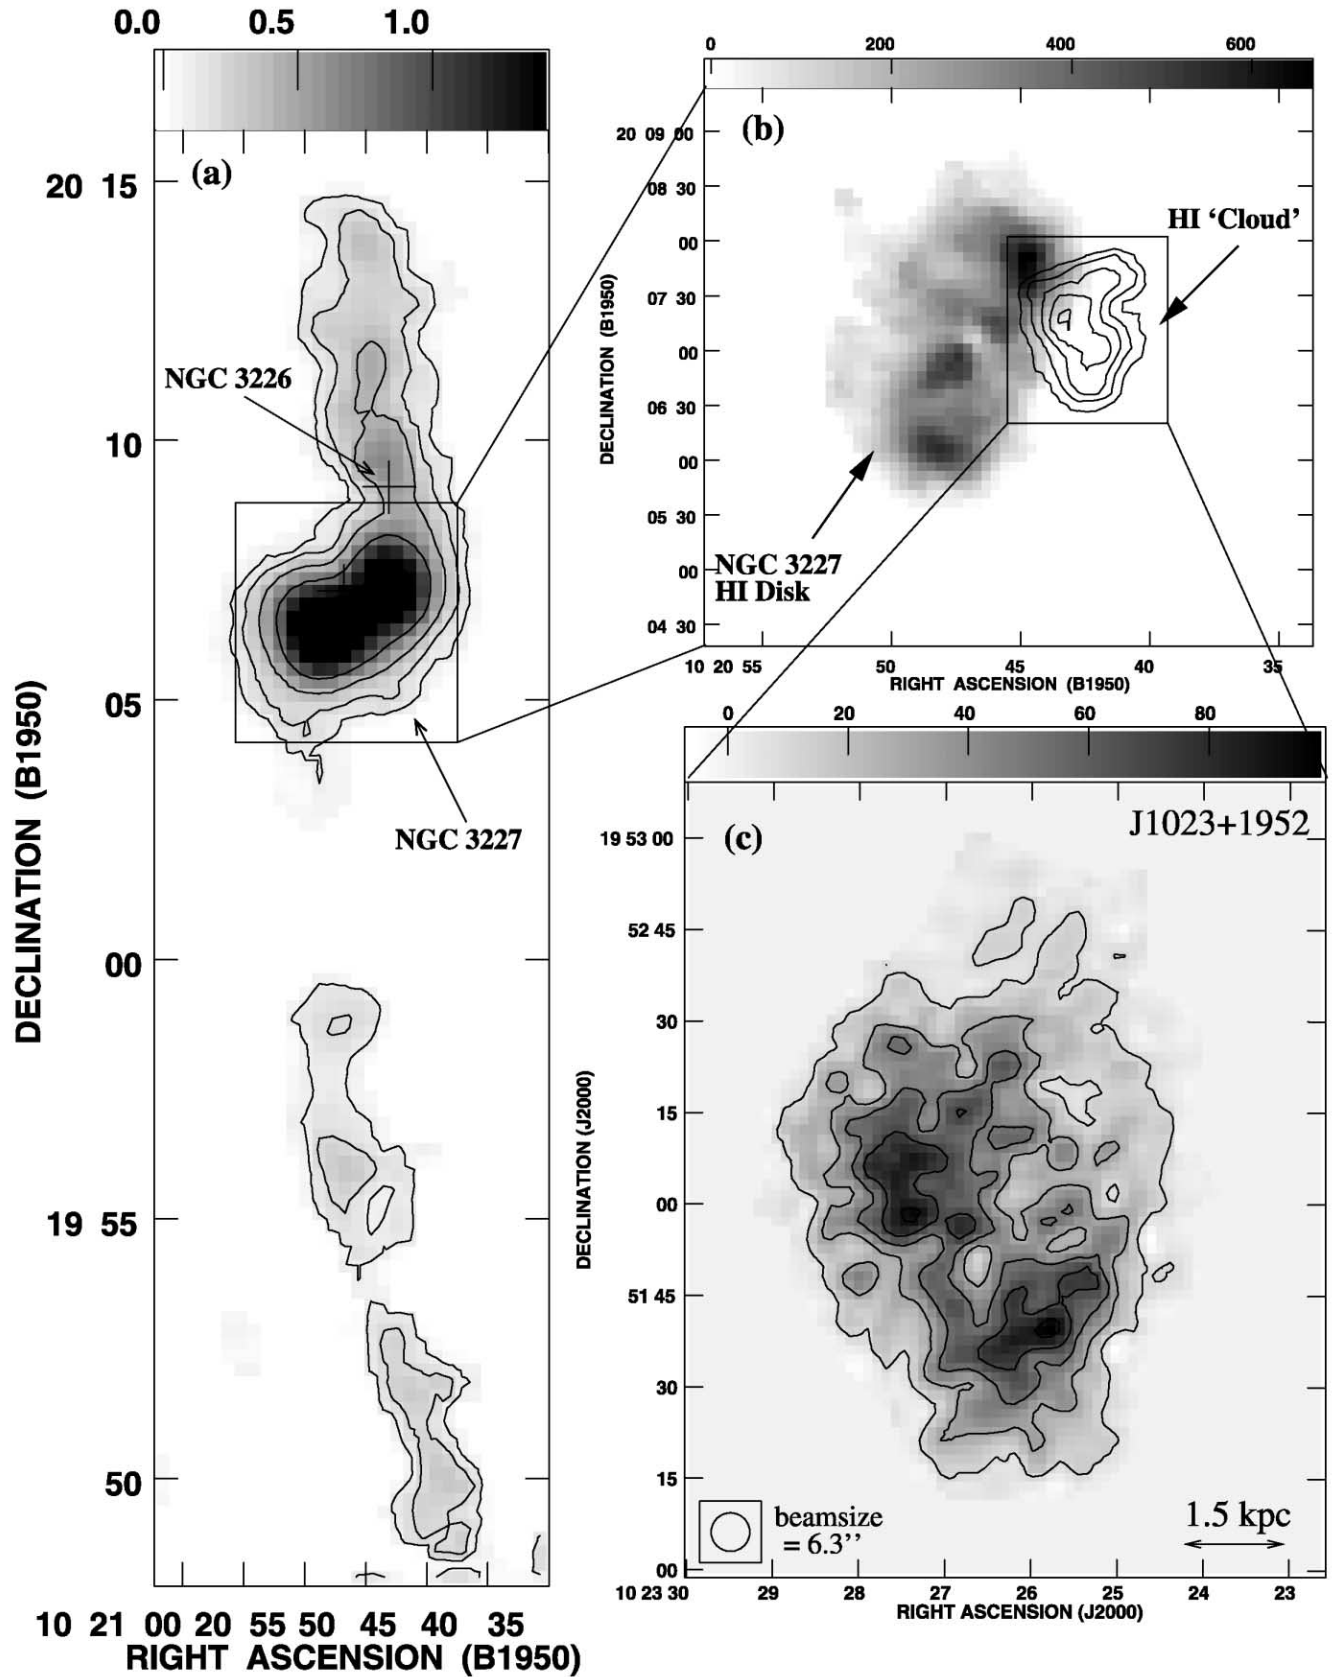 0.0 0.5 1.0
(a)
20 15
NGC 3226
10
05
NGC 3227
00
19 55
50
DECLINATION (B1950)
10 21 00 20 55 50 45 40 35
RIGHT ASCENSION (B1950)
0 200 400 600
(b)
20 09 00
08 30
00
07 30
00
06 30
00
05 30
00
04 30
DECLINATION (B1950)
HI ‘Cloud’
NGC 3227
HI Disk
10 20 55 50 45 40 35
RIGHT ASCENSION (B1950)
0 20 40 60 80
(c)
J1023+1952
19 53 00
52 45
30
15
00
51 45
30
15
00
DECLINATION (J2000)
beamsize
= 6.3’’
1.5 kpc
10 23 30 29 28 27 26 25 24 23
RIGHT ASCENSION (J2000)